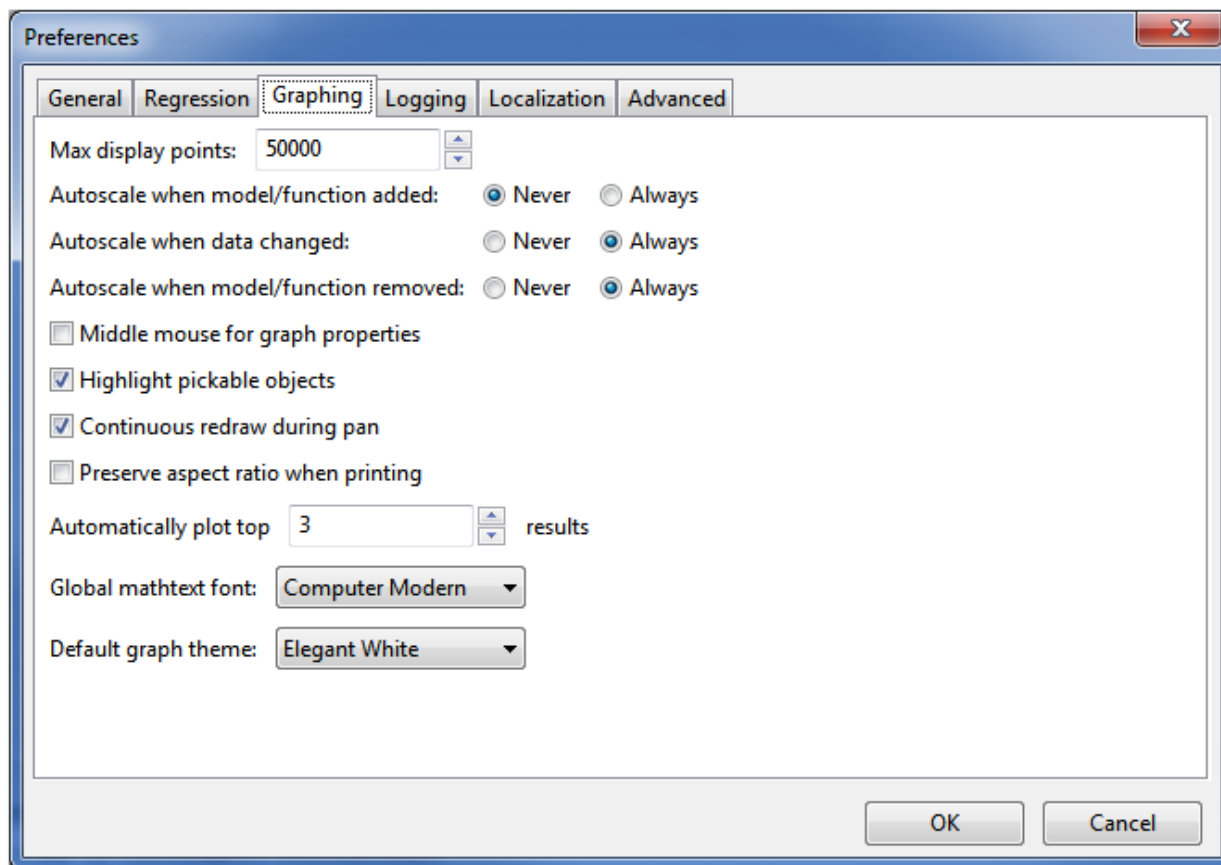 Preferences
General Regression Graphing Logging Localization Advanced
Max display points: 50000
Autoscale when model/function added: Never Always
Autoscale when data changed: Never Always
Autoscale when model/function removed: Never Always
Middle mouse for graph properties
Highlight pickable objects
Continuous redraw during pan
Preserve aspect ratio when printing
Automatically plot top 3 results
Global mathtext font: Computer Modern
Default graph theme: Elegant White
OK Cancel